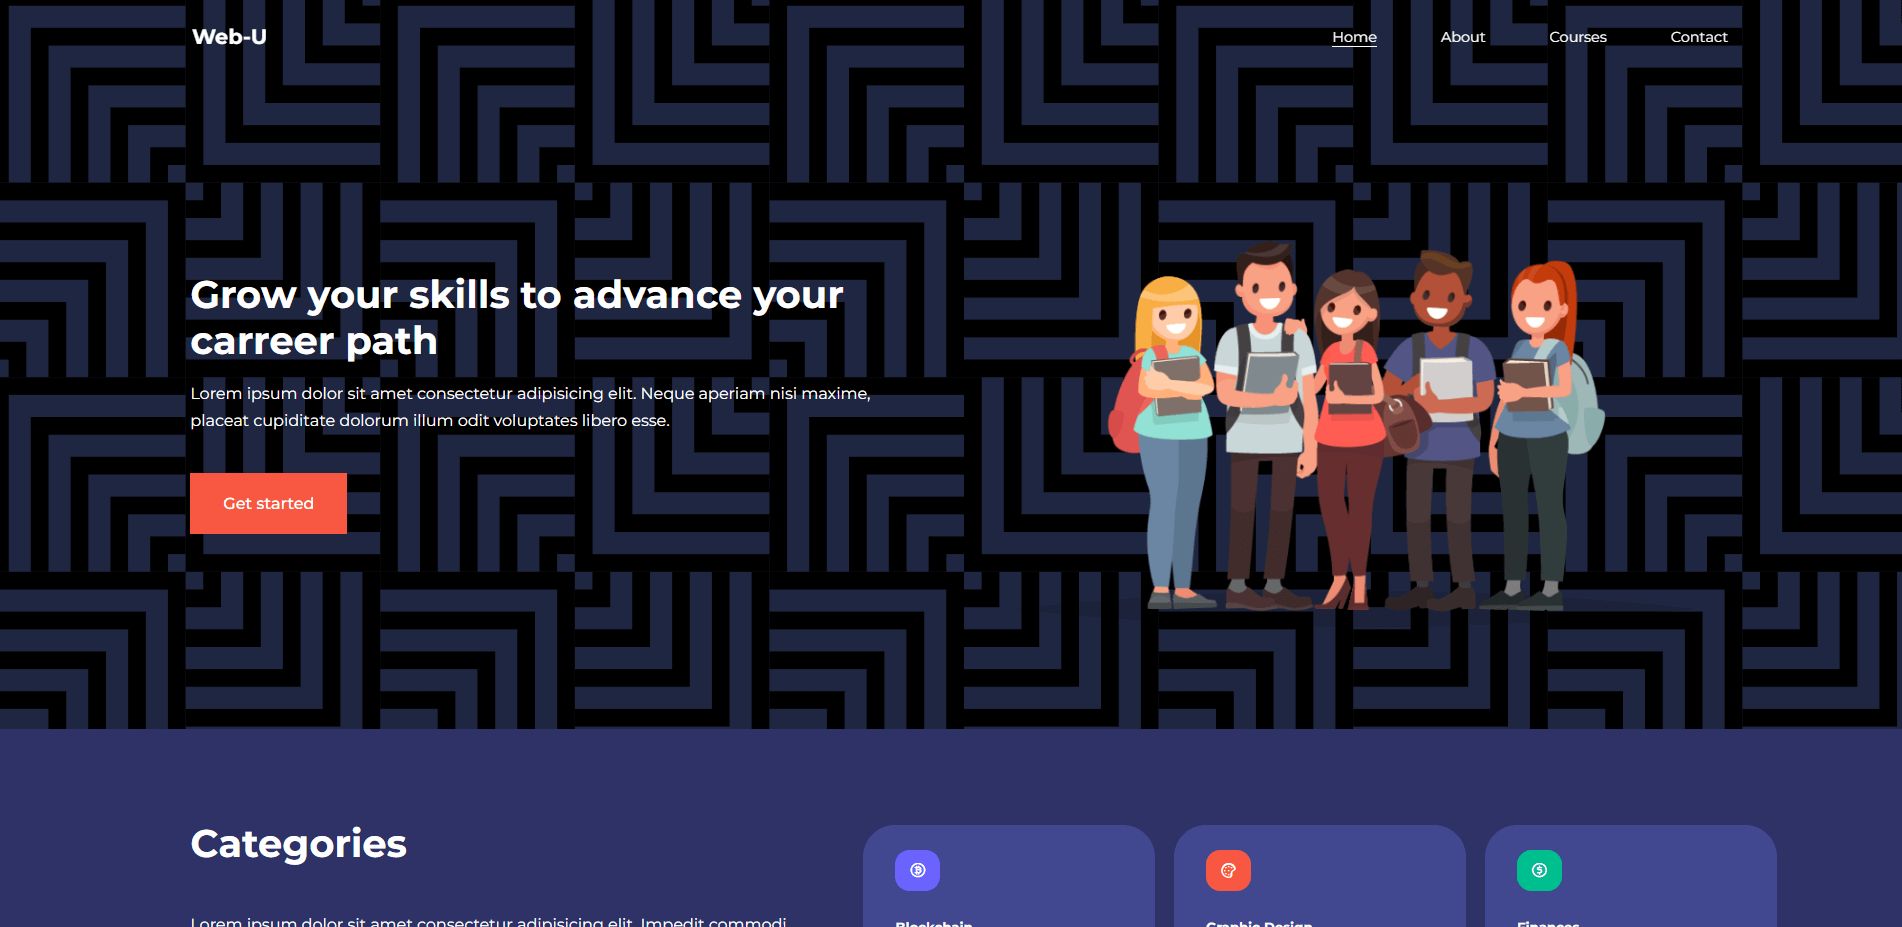 Web-U
Home
About
Courses
Contact
Grow your skills to advance your
carreer path
Lorem ipsum dolor sit amet consectetur adipisicing elit. Neque aperiam nisi maxime,
placeat cupiditate dolorum illum odit voluptates libero esse.
Get started
Categories
Lorem ipsum dolor sit amet consectetur adipisicing elit. Impedit commodi
Blockchain
Graphic Design
Finances